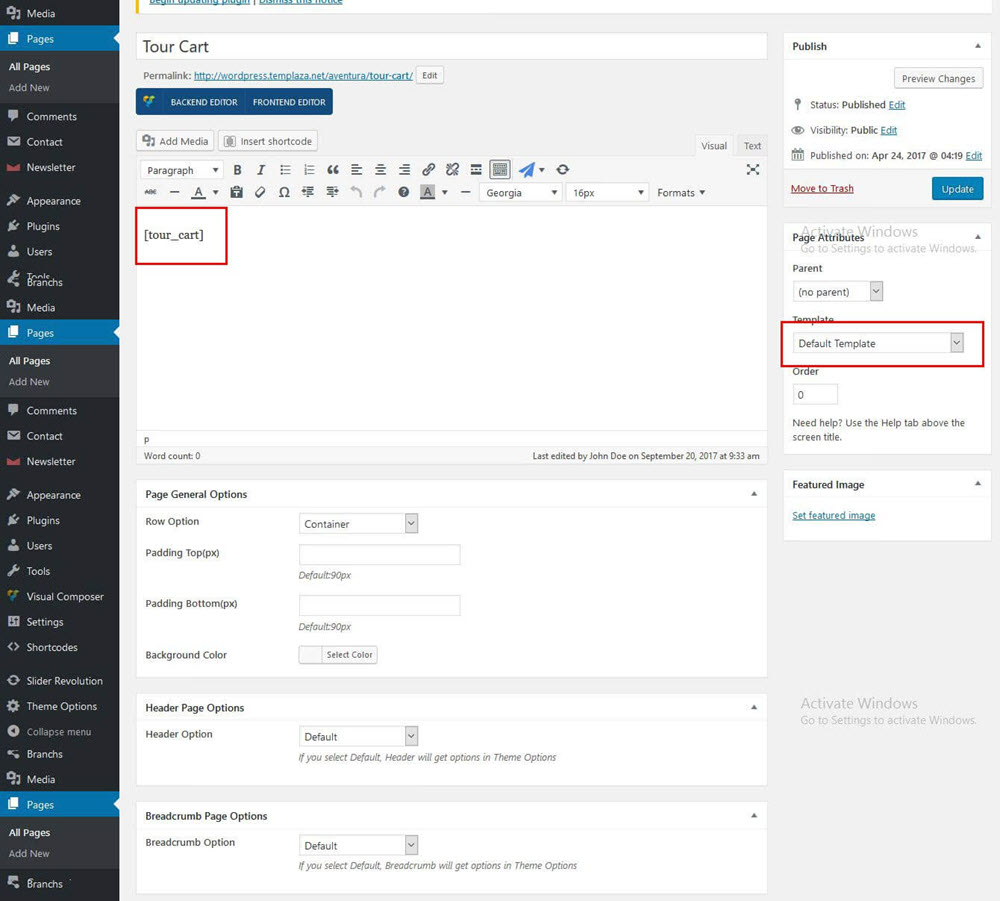 Media
Pages
All Pages
Add New
Comments
Contact
Newsletter
Appearance
Plugins
Users
Tools
Branchs
Media
Pages
All Pages
Add New
Comments
Contact
Newsletter
Appearance
Plugins
Users
Tools
Visual Composer
Settings
Shortcodes
Slider Revolution
Theme Options
Collapse menu
Branchs
Media
Pages
All Pages
Add New
Branchs
begin updating plugin | Dismiss this notice
Tour Cart
Permalink: http://wordpress.templaza.net/aventura/tour-cart/ Edit
BACKEND EDITOR FRONTEND EDITOR
Add Media Insert shortcode
Visual Text
Paragraph B I
ABC A A Georgia 16px Formats
[tour_cart]
p
Word count: 0 Last edited by John Doe on September 20, 2017 at 9:33 am
Page General Options
Row Option Container
Padding Top(px)
Default:90px
Padding Bottom(px)
Default:90px
Background Color Select Color
Header Page Options
Header Option Default
If you select Default, Header will get options in Theme Options
Breadcrumb Page Options
Breadcrumb Option Default
If you select Default, Breadcrumb will get options in Theme Options
Publish
Preview Changes
Status: Published Edit
Visibility: Public Edit
Published on: Apr 24, 2017 @ 04:19 Edit
Move to Trash Update
Activate Windows
Page Attributes
Go to Settings to activate Windows.
Parent
(no parent)
Template
Default Template
Order
0
Need help? Use the Help tab above the
screen title.
Featured Image
Set featured image
Activate Windows
Go to Settings to activate Windows.